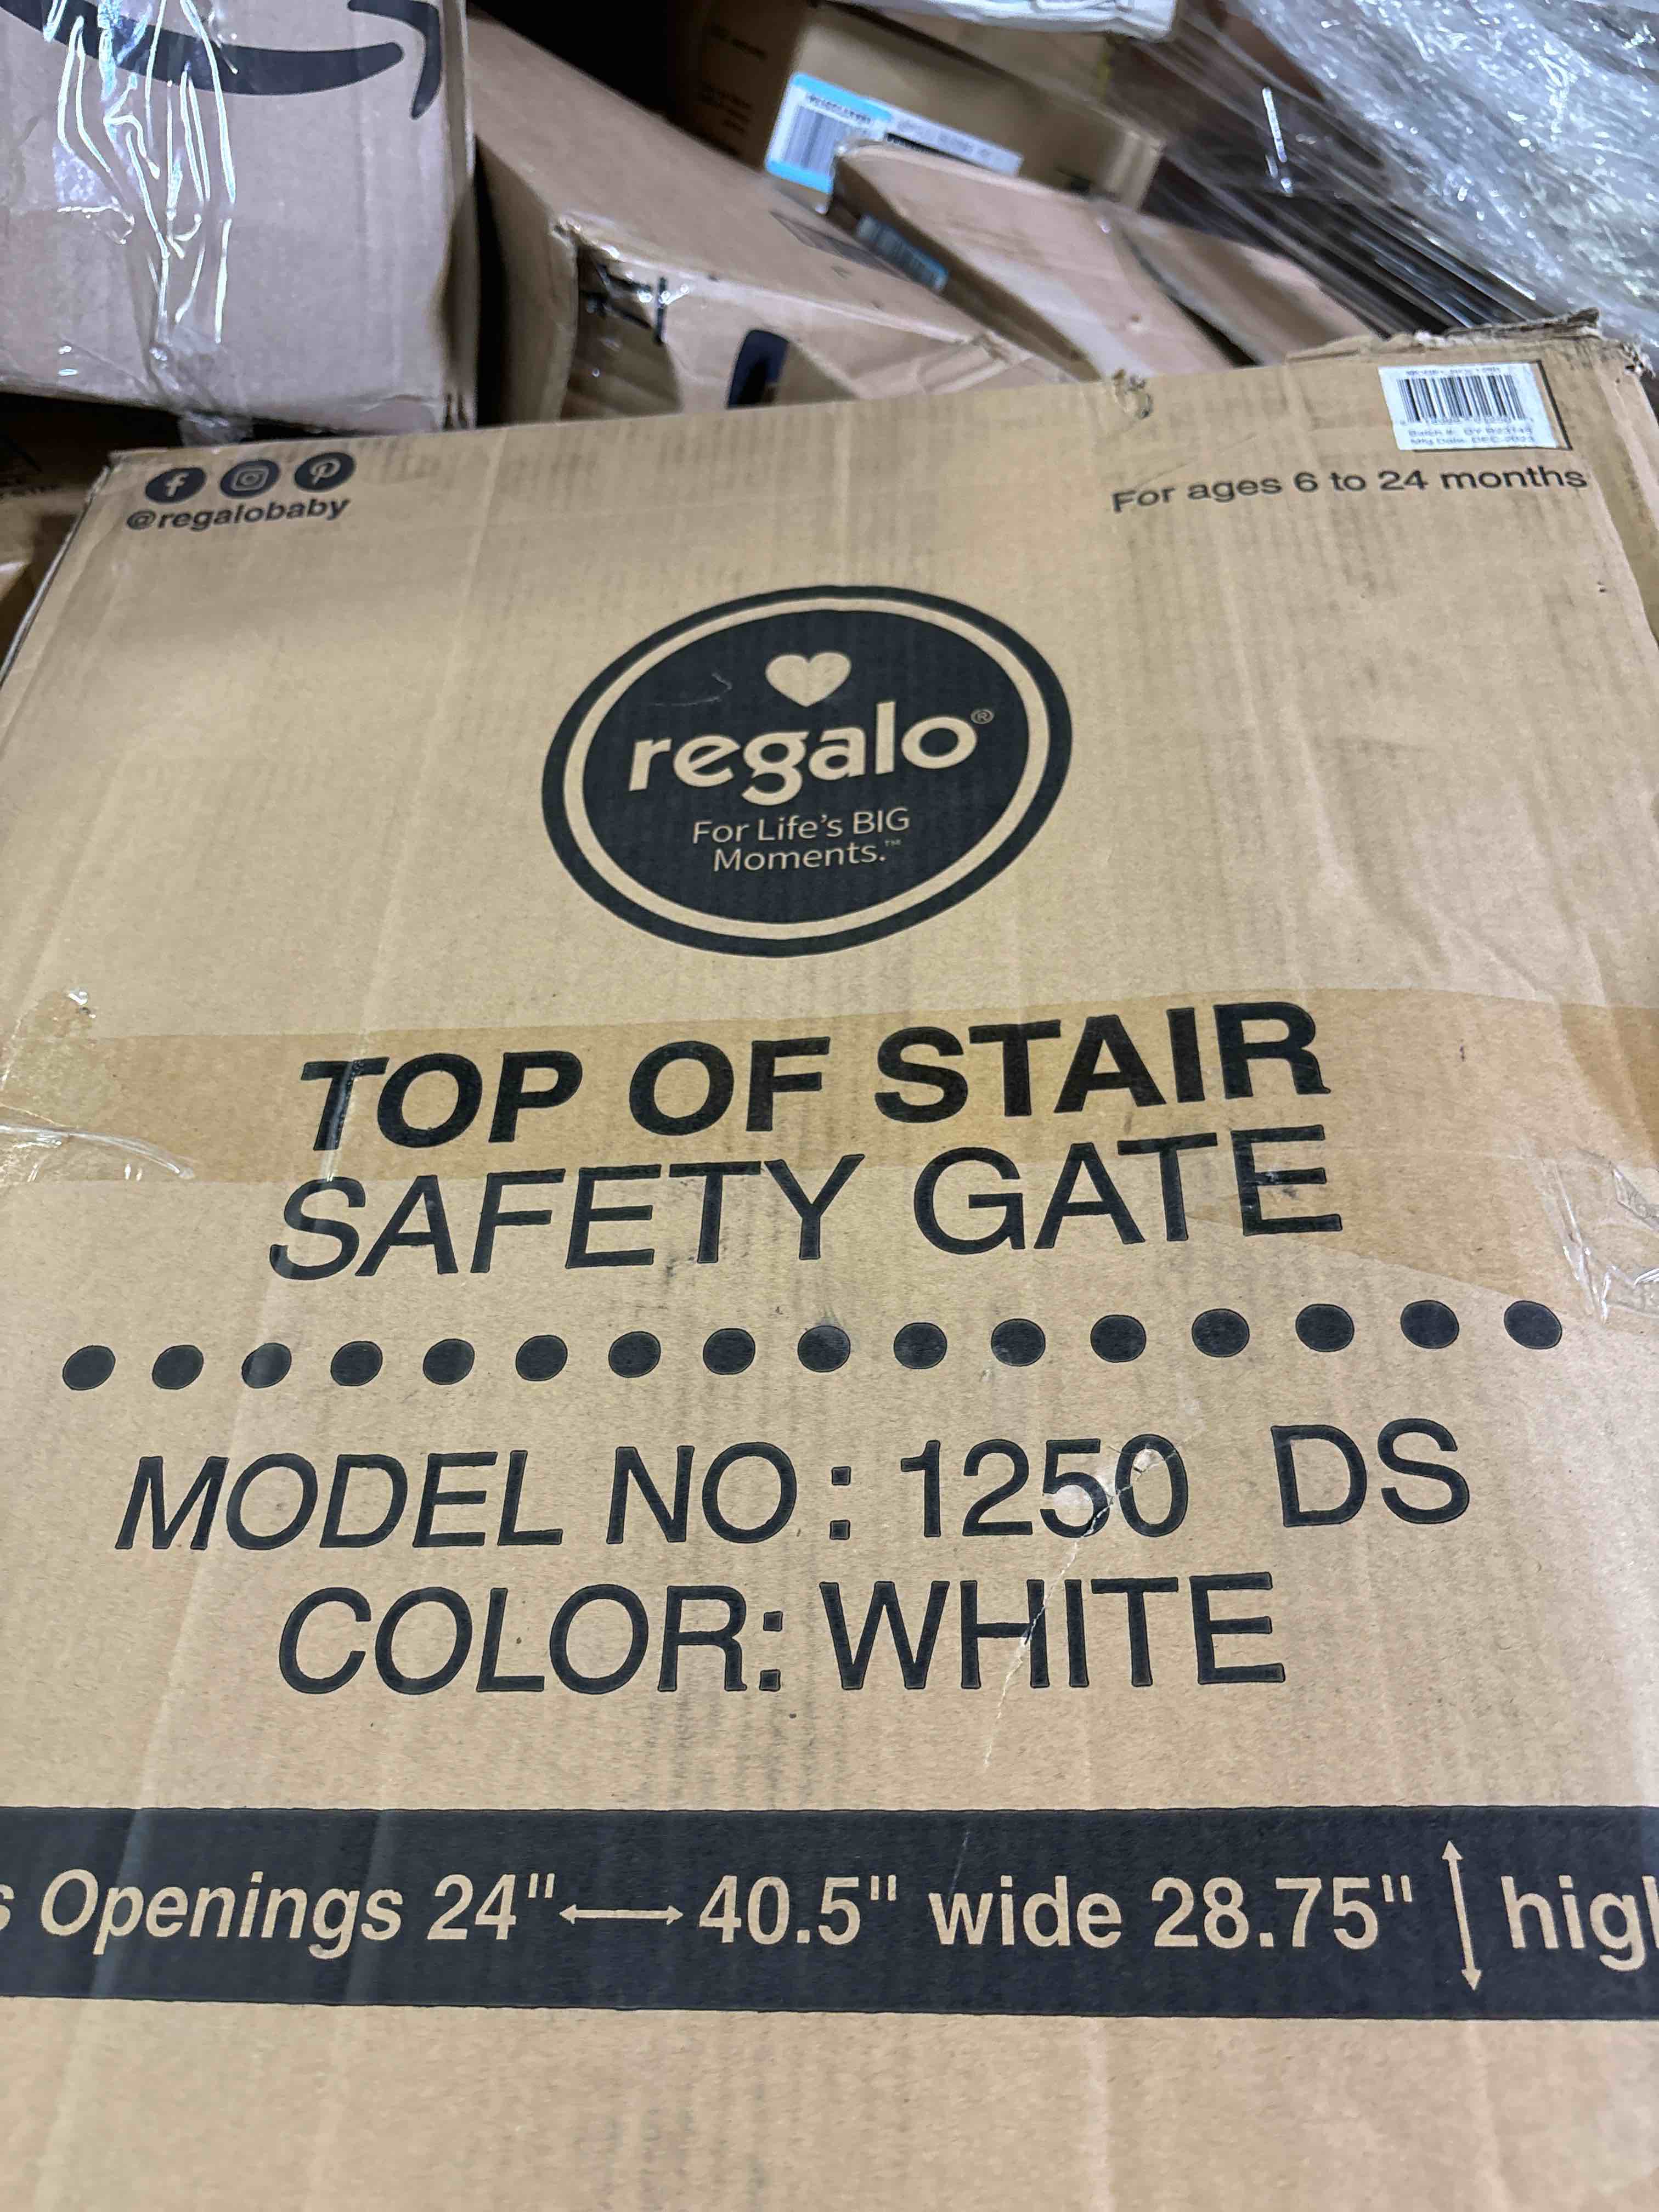 @regalobaby
For ages 6 to 24 months
regalo®
For Life's BIG
Moments.™
TOP OF STAIR
SAFETY GATE
MODEL NO: 1250 DS
COLOR: WHITE
Openings 24" ⟷ 40.5" wide 28.75" ↕